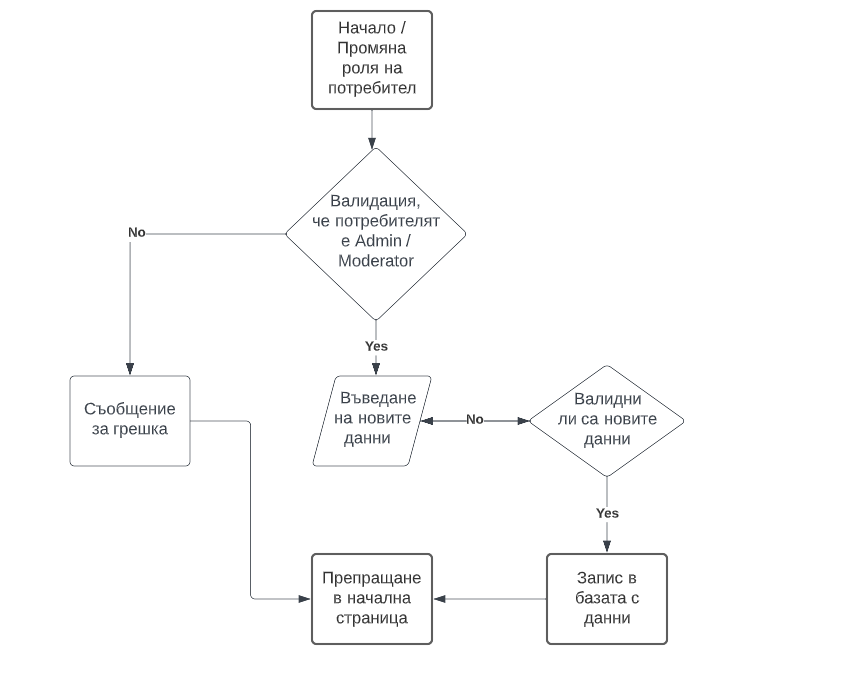 Начало /
Промяна
роля на
потребител
Валидация,
че потребителят
е Admin /
Moderator
No
Yes
Съобщение
за грешка
Въведане
на новите
данни
No
Валидни
ли са новите
данни
Yes
Препращане
в начална
страница
Запис в
базата с
данни